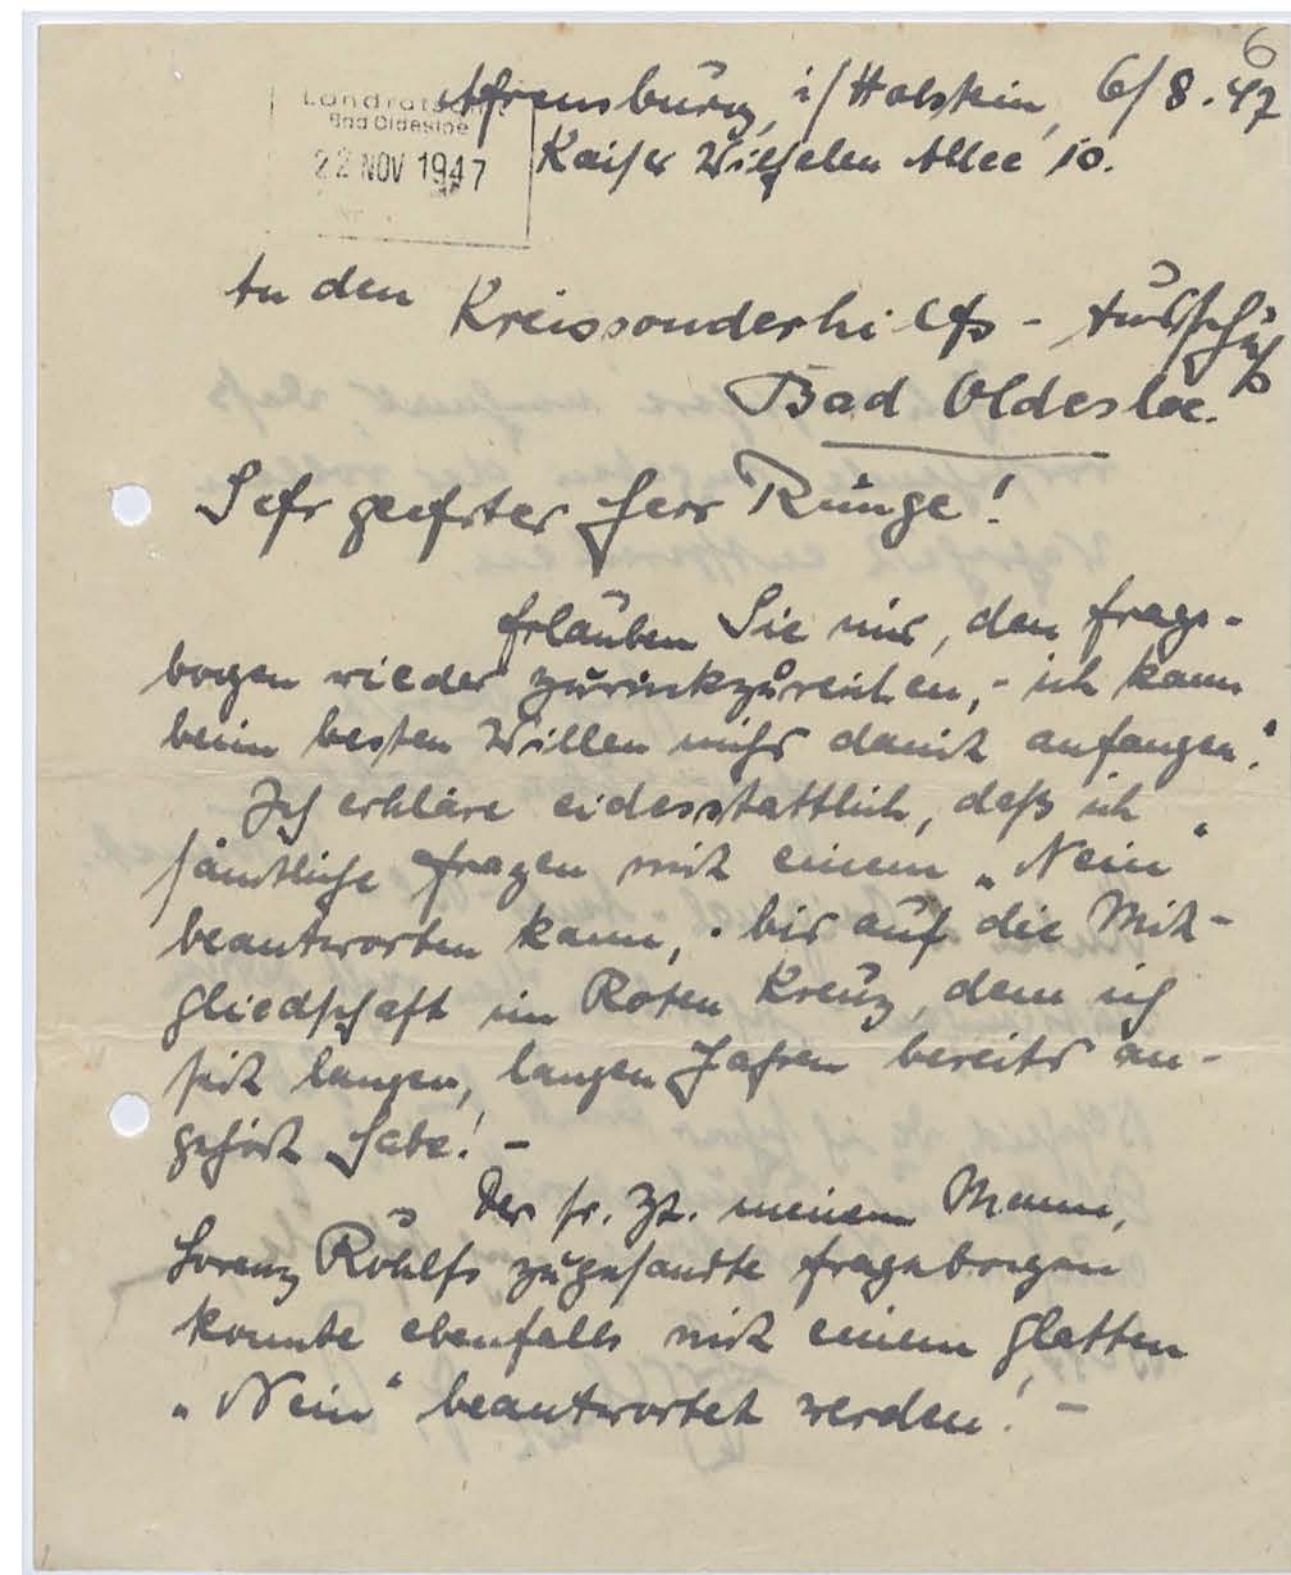 6
Ahrensburg, i/Holstein, 6/8.47
Landratsamt
Bad Oldesloe
22 NOV 1947
Kaiser Wilhelm Allee 10.
An den Kreissonderhilfs-Ausschuß
Bad Oldesloe.
Sehr geehrter Herr Runge!
Erlauben Sie mir, den Frage-
bogen wieder zurückzureichen, - ich kann
beim besten Willen nichts damit anfangen.
Ich erkläre eidesstattlich, daß ich
sämtliche Fragen mit einem „Nein“
beantworten kann, - bis auf die Mit-
gliedschaft im Roten Kreuz, dem ich
seit langen, langen Jahren bereits an-
gehört habe! -
Der sr. Zt. meinem Manne,
Lorenz Rohlfs zugesandte Fragebogen
konnte ebenfalls mit einem glatten
„Nein“ beantwortet werden! -